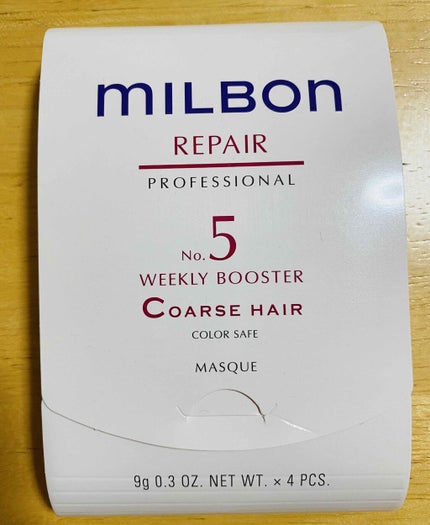 MILBON
REPAIR
PROFESSIONAL
No.5
WEEKLY BOOSTER
COARSE HAIR
COLOR SAFE
MASQUE
9g 0.3 OZ. NET WT. × 4 PCS.